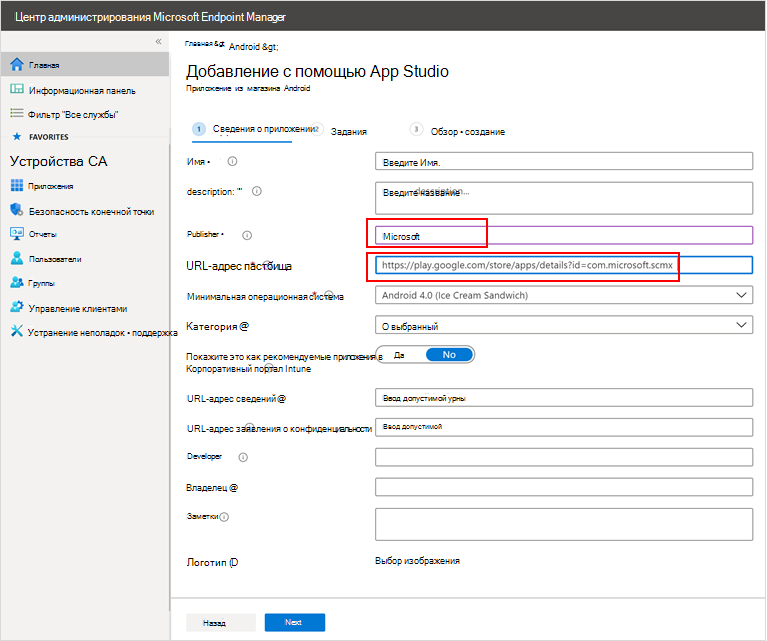 Центр администрирования Microsoft Endpoint Manager
«
Главная
Информационная панель
Фильтр "Все службы"
FAVORITES
Устройства СА
Приложения
Безопасность конечной точки
Отчеты
Пользователи
Группы
Управление клиентами
Устранение неполадок • поддержка
Главная &gt; Android &gt;
Добавление с помощью App Studio
Приложение из магазина Android
1 Сведения о приложении 2 Задания 3 Обзор • создание
Имя • Введите Имя.
description: "" Введите название
Publisher • Microsoft
URL-адрес пастбища https://play.google.com/store/apps/details?id=com.microsoft.scmx
Минимальная операционная система * Android 4.0 (Ice Cream Sandwich)
Категория @ О выбранный
Покажите это как рекомендуемые приложения в Да No
Корпоративный портал Intune
URL-адрес сведений @ Ввод допустимой урны
URL-адрес заявления о конфиденциальности Ввод допустимой
Developer
Владелец @
Заметки
Логотип (D Выбор изображения
Назад Next